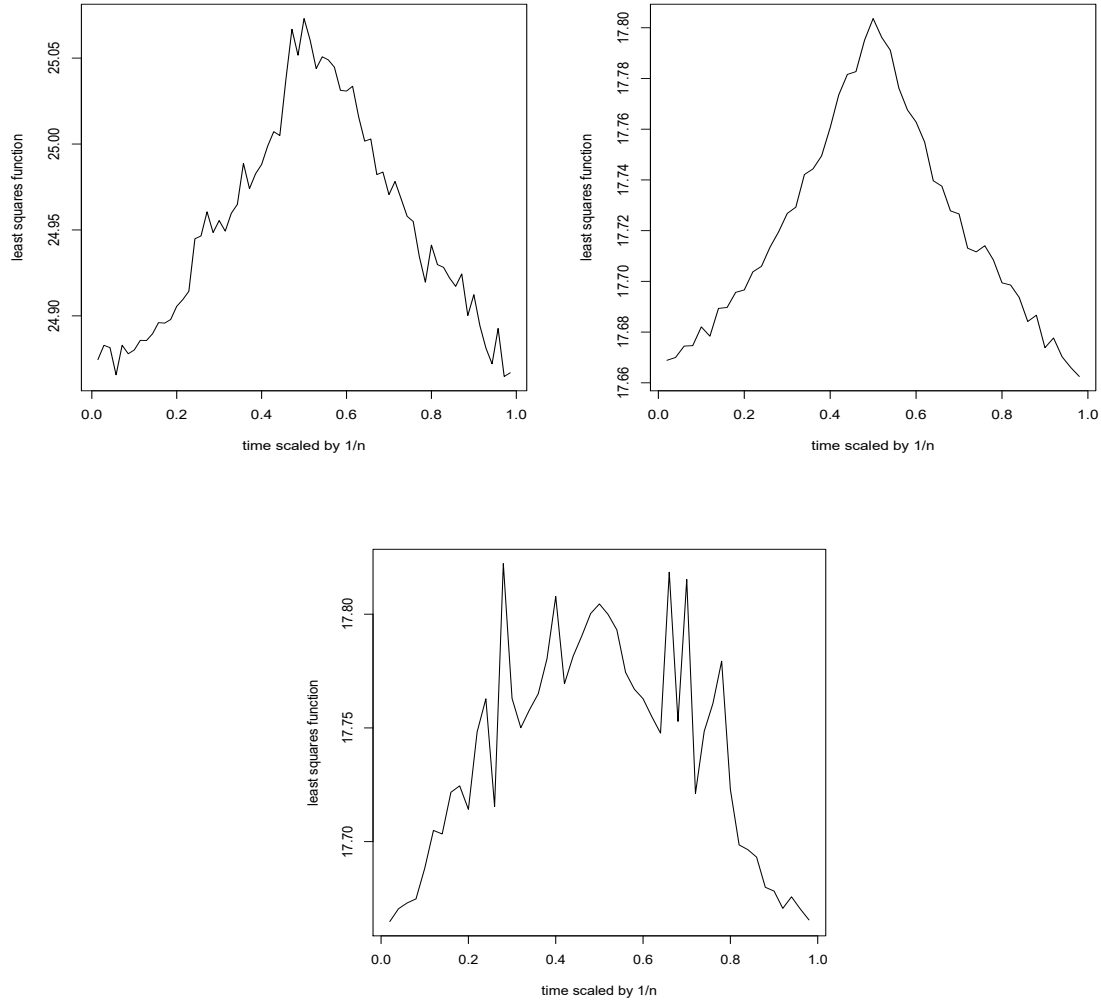 25.05
25.00
24.95
24.90
least squares function
0.0 0.2 0.4 0.6 0.8 1.0
time scaled by 1/n
17.80
17.78
17.76
17.74
17.72
17.70
17.68
17.66
least squares function
0.0 0.2 0.4 0.6 0.8 1.0
time scaled by 1/n
17.80
17.75
17.70
least squares function
0.0 0.2 0.4 0.6 0.8 1.0
time scaled by 1/n